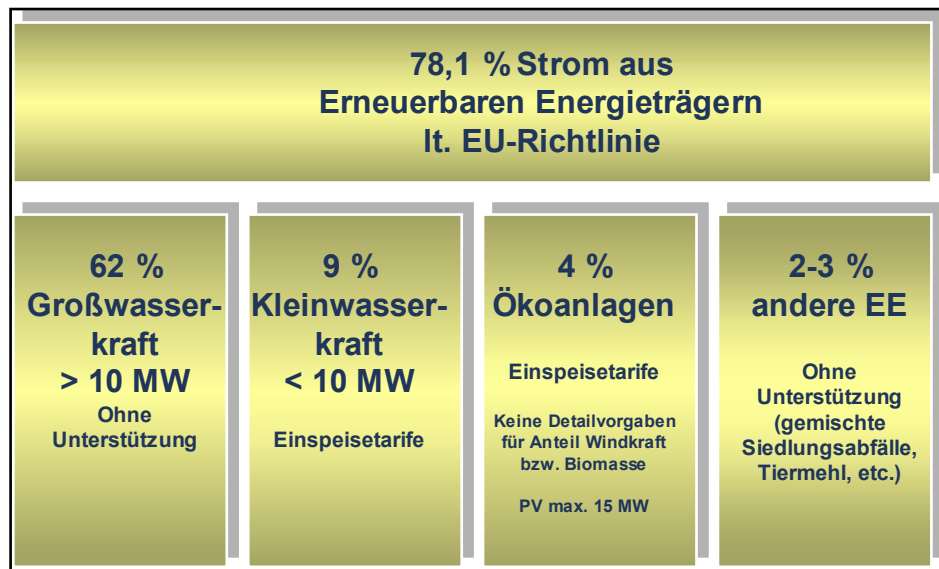 78,1 % Strom aus
Erneuerbaren Energieträgern
lt. EU-Richtlinie
62 %
Großwasser-
kraft
> 10 MW
Ohne
Unterstützung
9 %
Kleinwasser-
kraft
< 10 MW
Einspeisetarife
4 %
Ökoanlagen
Einspeisetarife
Keine Detailvorgaben
für Anteil Windkraft
bzw. Biomasse
PV max. 15 MW
2-3 %
andere EE
Ohne
Unterstützung
(gemischte
Siedlungsabfälle,
Tiermehl, etc.)